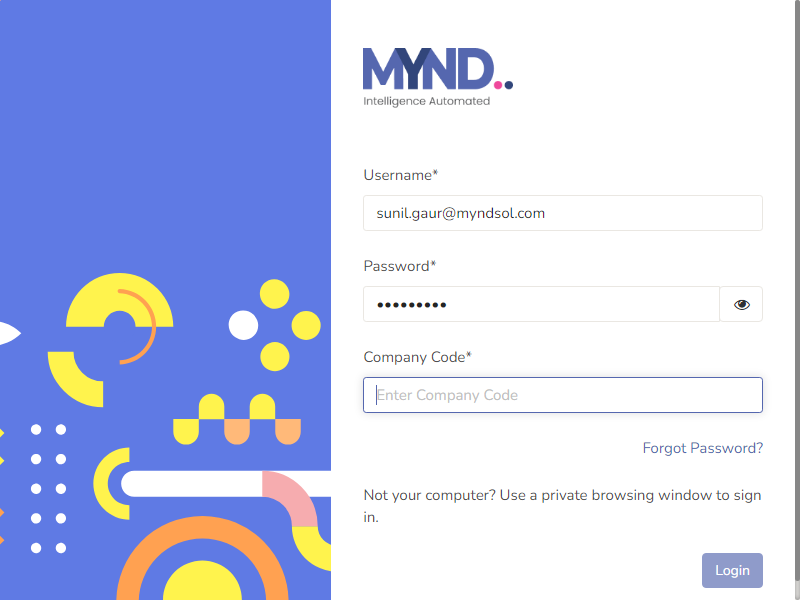 MYND
Intelligence Automated
Username*
sunil.gaur@myndsol.com
Password*
Company Code*
Enter Company Code
Forgot Password?
Not your computer? Use a private browsing window to sign
in.
Login